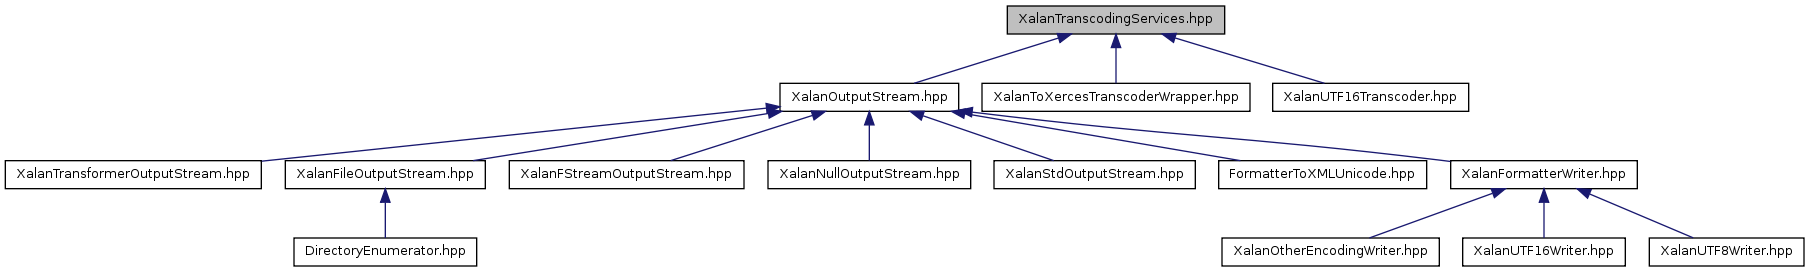 XalanTranscodingServices.hpp
XalanOutputStream.hpp
XalanToXercesTranscoderWrapper.hpp
XalanUTF16Transcoder.hpp
XalanTransformerOutputStream.hpp
XalanFileOutputStream.hpp
XalanFStreamOutputStream.hpp
XalanNullOutputStream.hpp
XalanStdOutputStream.hpp
FormatterToXMLUnicode.hpp
XalanFormatterWriter.hpp
DirectoryEnumerator.hpp
XalanOtherEncodingWriter.hpp
XalanUTF16Writer.hpp
XalanUTF8Writer.hpp